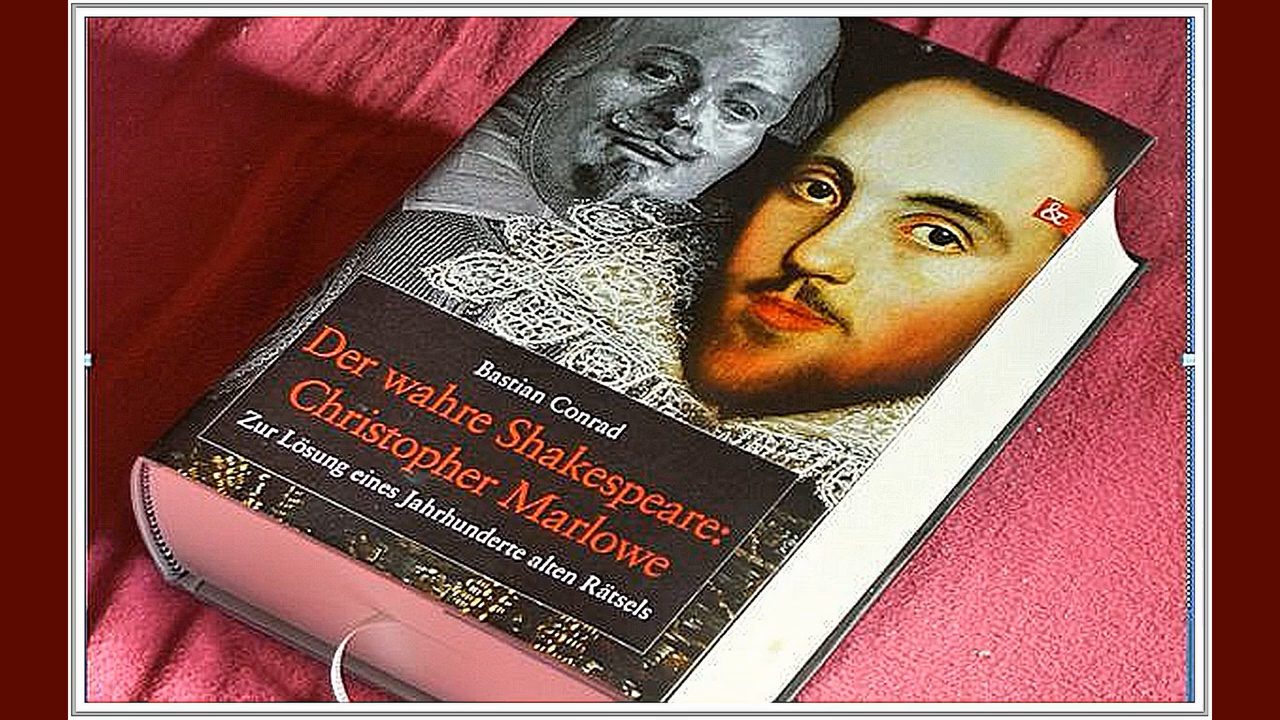 &
Bastian Conrad
Der wahre Shakespeare:
Christopher Marlowe
Zur Lösung eines Jahrhunderte alten Rätsels